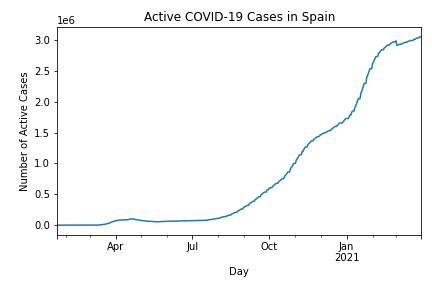 Active COVID-19 Cases in Spain
1e6
3.0
2.5
2.0
1.5
1.0
0.5
0.0
Number of Active Cases
Apr Jul Oct Jan
2021
Day